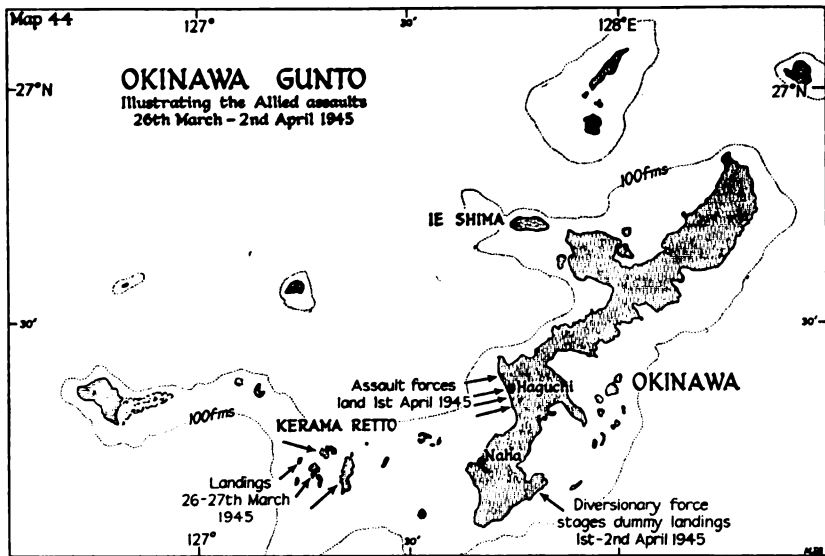 Map 44
127°
30'
128°E
OKINAWA GUNTO
Illustrating the Allied assaults
26th March - 2nd April 1945
27°N
27°N
100fms
IE SHIMA
30'
30'
Assault forces
land 1st April 1945
Haguchi
OKINAWA
100fms
KERAMA RETTO
Naha
Landings
26-27th March
1945
Diversionary force
stages dummy landings
1st-2nd April 1945
127°
30'
128°